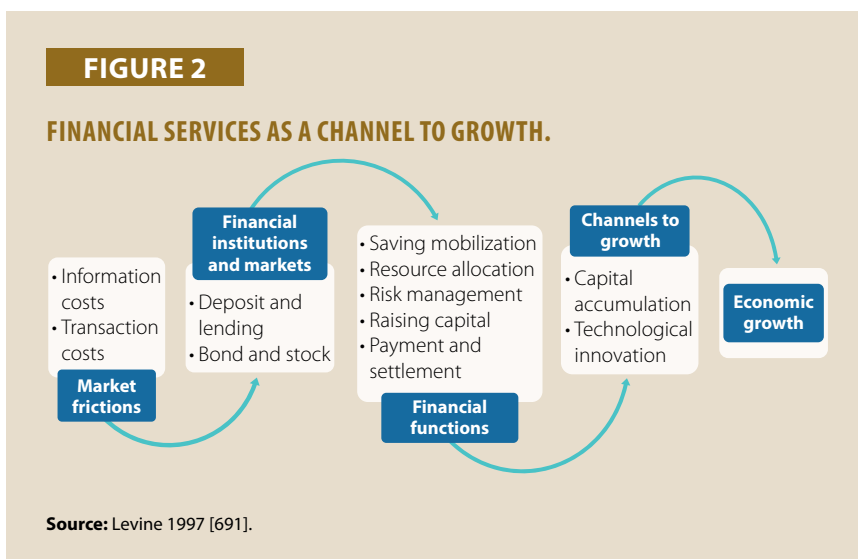 FIGURE 2
FINANCIAL SERVICES AS A CHANNEL TO GROWTH.
• Information
costs
• Transaction
costs
Market
frictions
Financial
institutions
and markets
• Deposit and
lending
• Bond and stock
• Saving mobilization
• Resource allocation
• Risk management
• Raising capital
• Payment and
settlement
Financial
functions
Channels to
growth
• Capital
accumulation
• Technological
innovation
Economic
growth
Source: Levine 1997 [691].